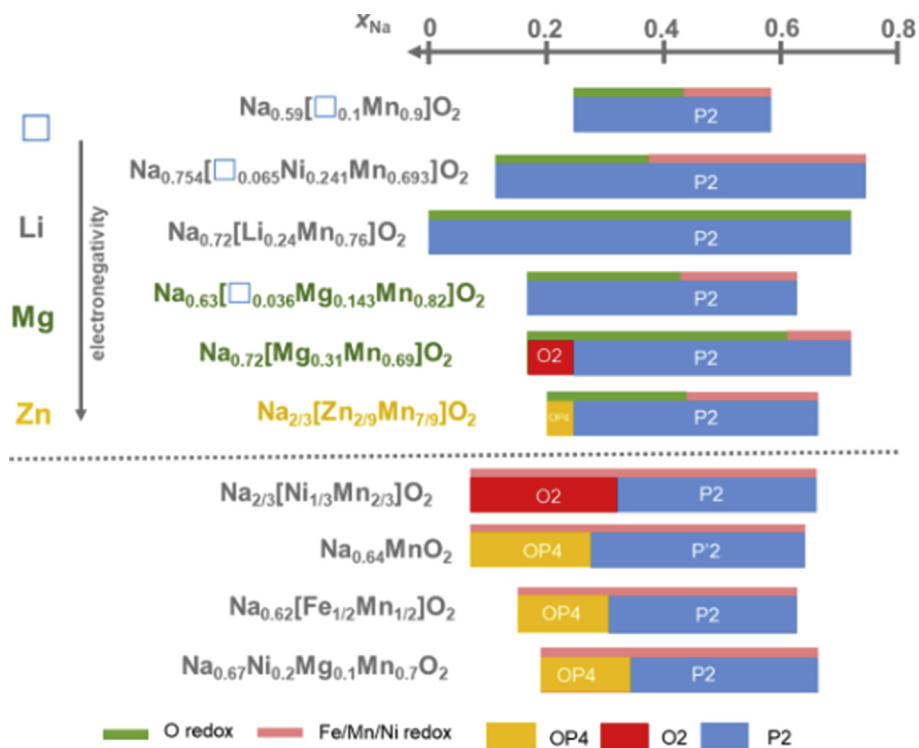 xNa 0 0.2 0.4 0.6 0.8
Na0.59[□0.1Mn0.9]O2 P2
□
Na0.754[□0.065Ni0.241Mn0.693]O2 P2
Li
Na0.72[Li0.24Mn0.76]O2 P2
electronegativity
Na0.63[□0.036Mg0.143Mn0.82]O2 P2
Mg
Na0.72[Mg0.31Mn0.69]O2 O2 P2
Zn
Na2/3[Zn2/9Mn7/9]O2 OP4 P2
Na2/3[Ni1/3Mn2/3]O2 O2 P2
Na0.64MnO2 OP4 P'2
Na0.62[Fe1/2Mn1/2]O2 OP4 P2
Na0.67Ni0.2Mg0.1Mn0.7O2 OP4 P2
O redox Fe/Mn/Ni redox OP4 O2 P2